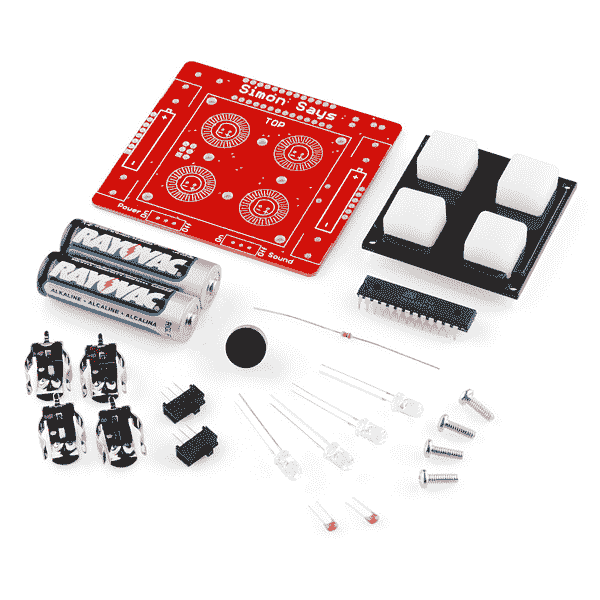 Simon Says
TOP
+
+
Power
Sound
RAYOVAC
RAYOVAC
ALKALINE • ALCALINE • ALCALINA